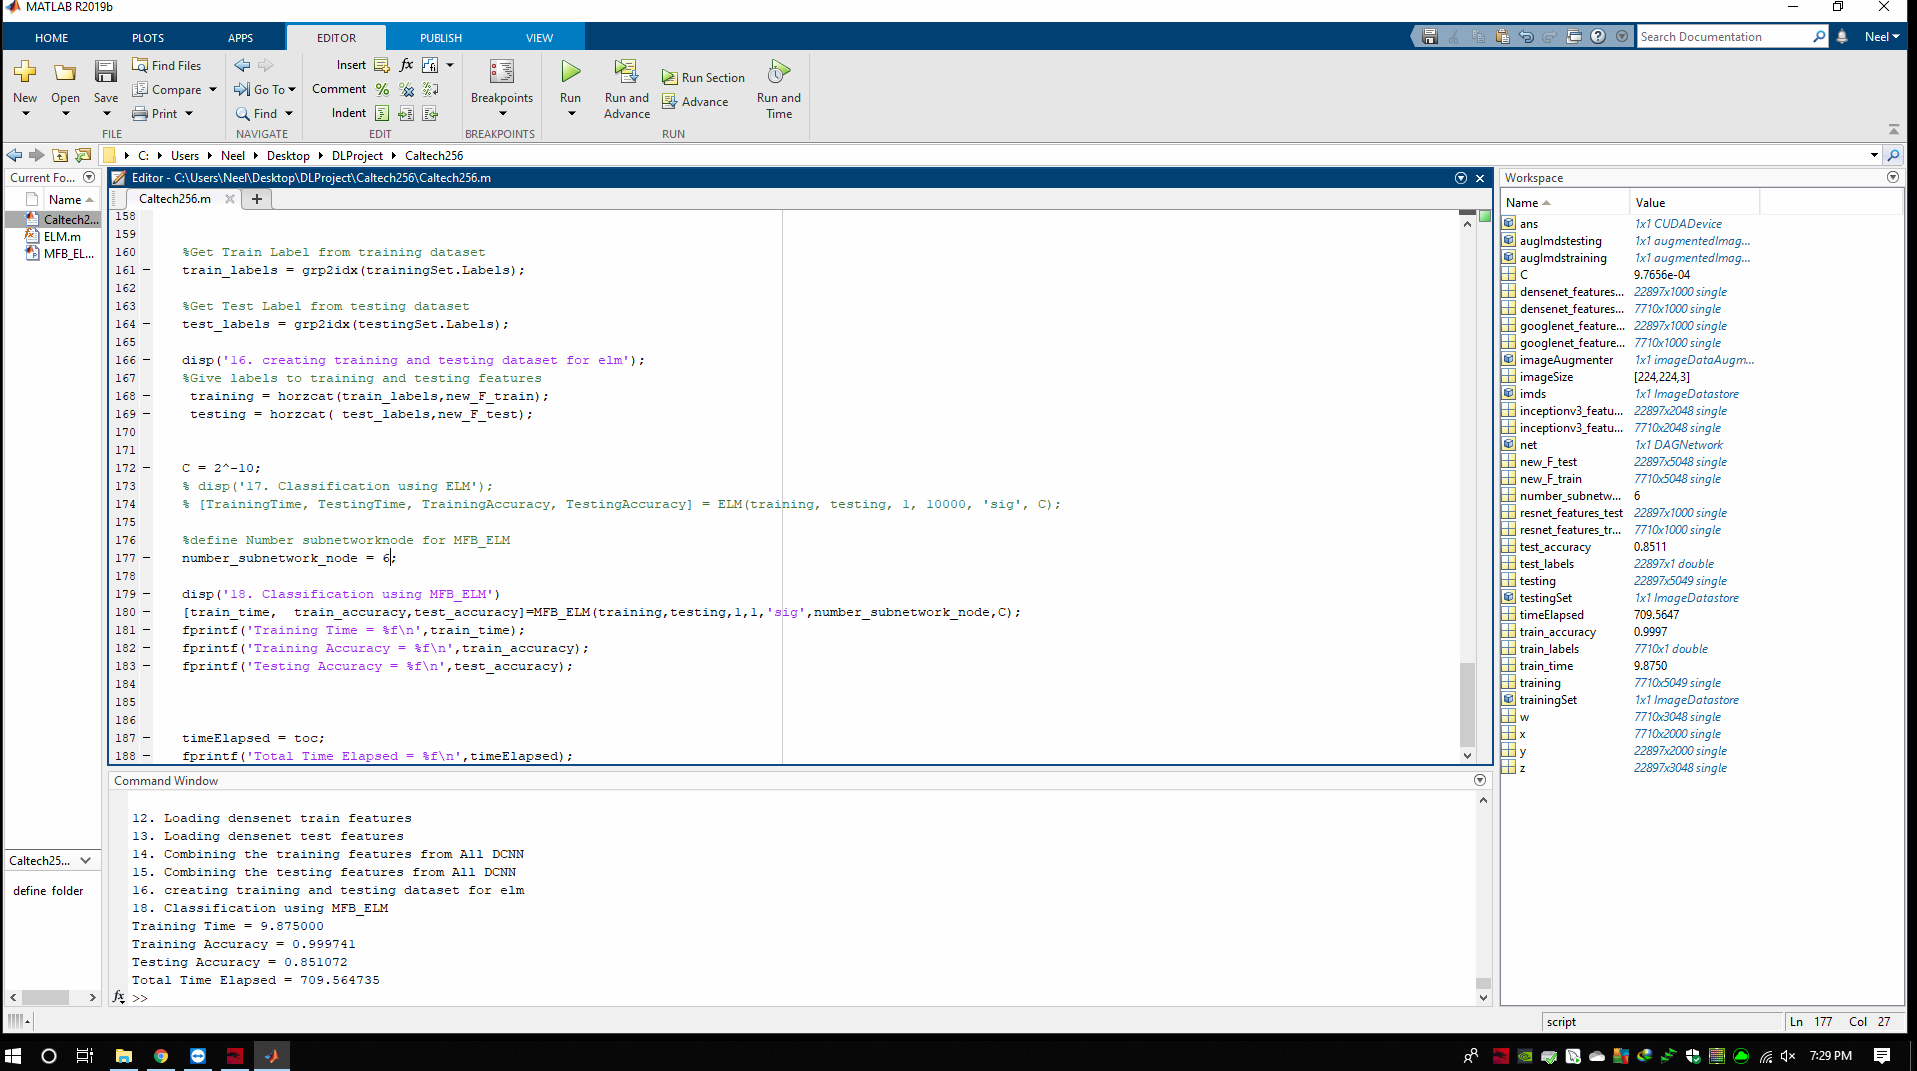 MATLAB R2019b
HOME PLOTS APPS EDITOR PUBLISH VIEW
Search Documentation
Neel
New
Open
Save
Find Files
Compare
Print
FILE
Go To
Find
NAVIGATE
Insert
fx
Comment
Indent
EDIT
Breakpoints
BREAKPOINTS
Run
Run and Advance
Run Section
Advance
Run and Time
RUN
C: Users Neel Desktop DLProject Caltech256
Current Fo...
Name
Caltech2...
ELM.m
MFB_EL...
Caltech25...
define folder
Editor - C:\Users\Neel\Desktop\DLProject\Caltech256\Caltech256.m
Caltech256.m
158
159
160 %Get Train Label from training dataset
161 train_labels = grp2idx(trainingSet.Labels);
162
163 %Get Test Label from testing dataset
164 test_labels = grp2idx(testingSet.Labels);
165
166 disp('16. creating training and testing dataset for elm');
167 %Give labels to training and testing features
168 training = horzcat(train_labels,new_F_train);
169 testing = horzcat( test_labels,new_F_test);
170
171
172 C = 2^-10;
173 % disp('17. Classification using ELM');
174 % [TrainingTime, TestingTime, TrainingAccuracy, TestingAccuracy] = ELM(training, testing, 1, 10000, 'sig', C);
175
176 %define Number subnetworknode for MFB_ELM
177 number_subnetwork_node = 6;
178
179 disp('18. Classification using MFB_ELM')
180 [train_time, train_accuracy,test_accuracy]=MFB_ELM(training,testing,1,1,'sig',number_subnetwork_node,C);
181 fprintf('Training Time = %f\n',train_time);
182 fprintf('Training Accuracy = %f\n',train_accuracy);
183 fprintf('Testing Accuracy = %f\n',test_accuracy);
184
185
186
187 timeElapsed = toc;
188 fprintf('Total Time Elapsed = %f\n',timeElapsed);
Command Window
12. Loading densenet train features
13. Loading densenet test features
14. Combining the training features from All DCNN
15. Combining the testing features from All DCNN
16. creating training and testing dataset for elm
18. Classification using MFB_ELM
Training Time = 9.875000
Training Accuracy = 0.999741
Testing Accuracy = 0.851072
Total Time Elapsed = 709.564735
fx >>
Workspace
Name Value
ans 1x1 CUDADevice
augImdstesting 1x1 augmentedImag...
augImdstraining 1x1 augmentedImag...
C 9.7656e-04
densenet_features... 22897x1000 single
densenet_features... 7710x1000 single
googlenet_feature... 22897x1000 single
googlenet_feature... 7710x1000 single
imageAugmenter 1x1 imageDataAugm...
imageSize [224,224,3]
imds 1x1 ImageDatastore
inceptionv3_featu... 22897x2048 single
inceptionv3_featu... 7710x2048 single
net 1x1 DAGNetwork
new_F_test 22897x5048 single
new_F_train 7710x5048 single
number_subnetw... 6
resnet_features_test 22897x1000 single
resnet_features_tr... 7710x1000 single
test_accuracy 0.8511
test_labels 22897x1 double
testing 22897x5049 single
testingSet 1x1 ImageDatastore
timeElapsed 709.5647
train_accuracy 0.9997
train_labels 7710x1 double
train_time 9.8750
training 7710x5049 single
trainingSet 1x1 ImageDatastore
w 7710x3048 single
x 7710x2000 single
y 22897x2000 single
z 22897x3048 single
script
Ln 177 Col 27
7:29 PM